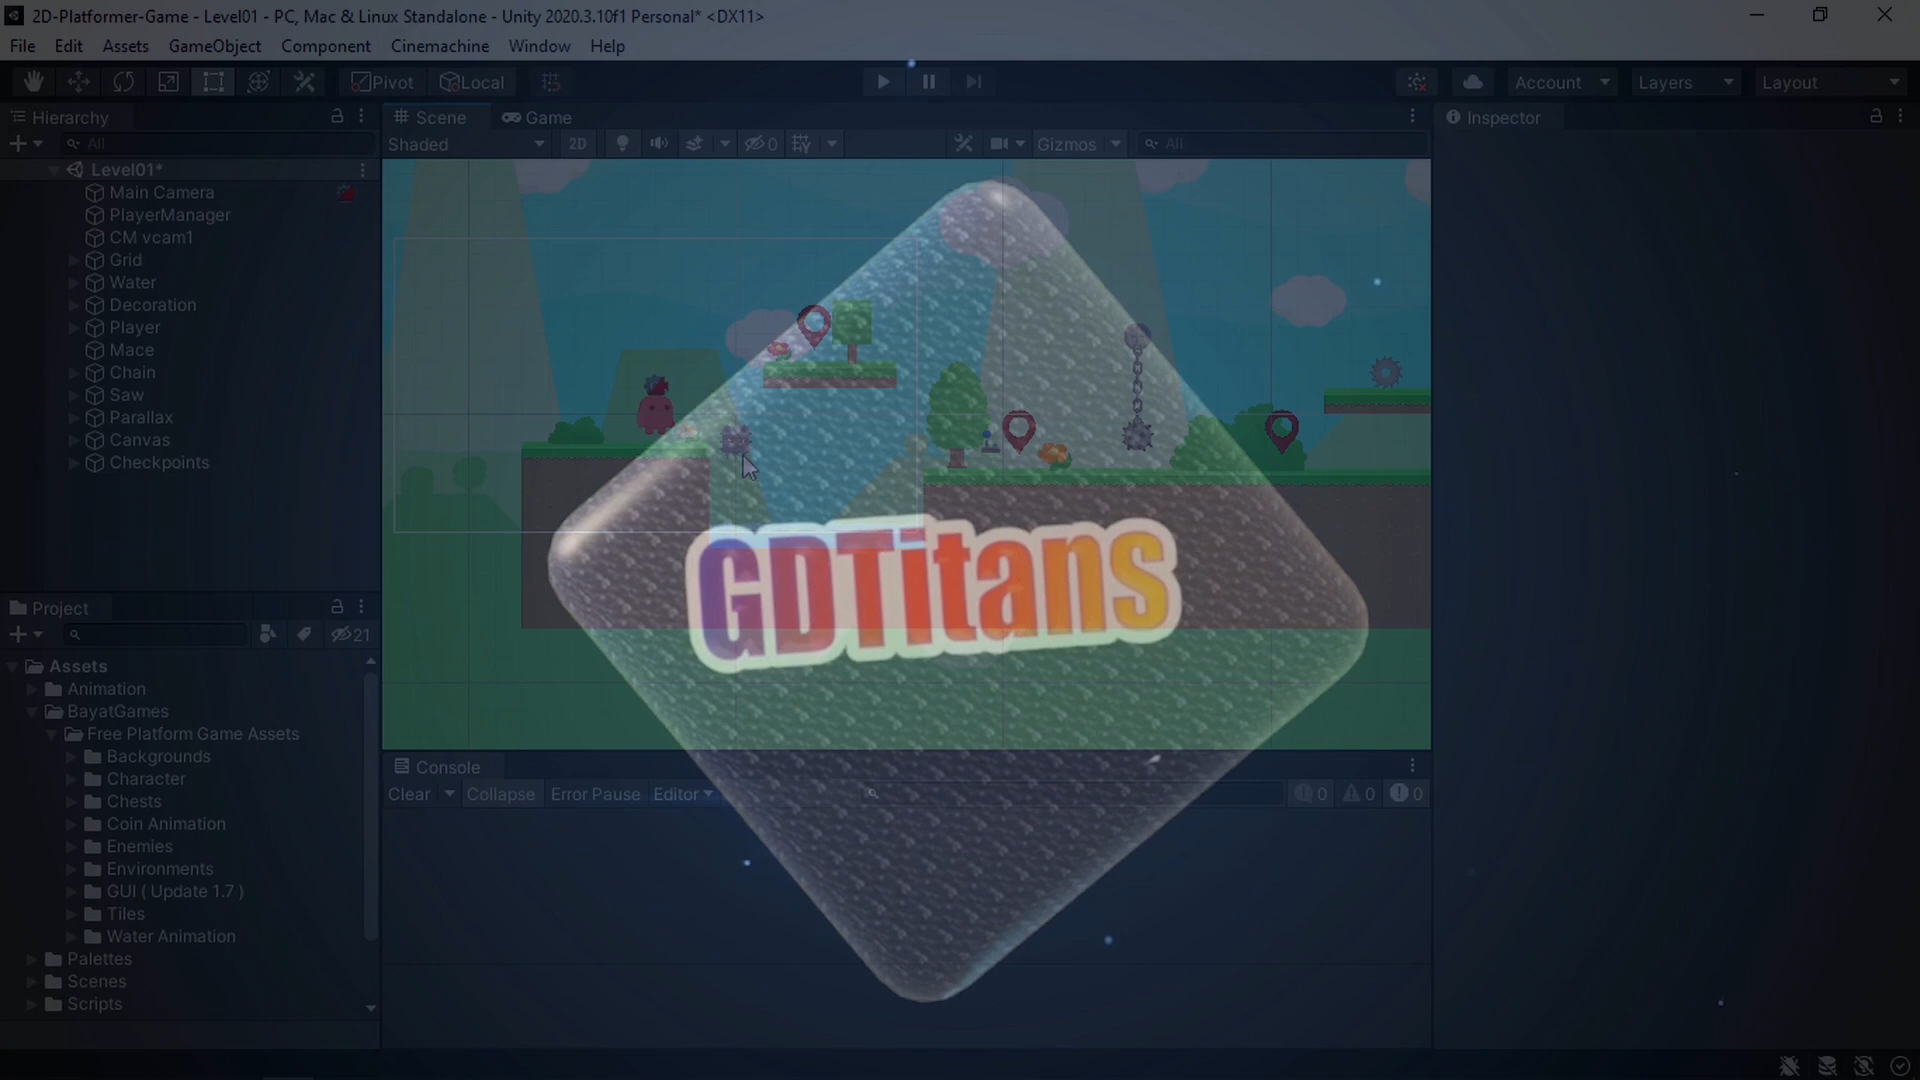 2D-Platformer-Game - Level01 - PC, Mac & Linux Standalone - Unity 2020.3.10f1 Personal* <DX11>
File Edit Assets GameObject Component Cinemachine Window Help
Pivot Local Account Layers Layout
Hierarchy
All
Level01*
Main Camera
PlayerManager
CM vcam1
Grid
Water
Decoration
Player
Mace
Chain
Saw
Parallax
Canvas
Checkpoints
Scene Game
Shaded 2D 0 Gizmos All
GDTitans
Inspector
Project
21
Assets
Animation
BayatGames
Free Platform Game Assets
Backgrounds
Character
Chests
Coin Animation
Enemies
Environments
GUI ( Update 1.7 )
Tiles
Water Animation
Palettes
Scenes
Scripts
Console
Clear Collapse Error Pause Editor 0 0 0